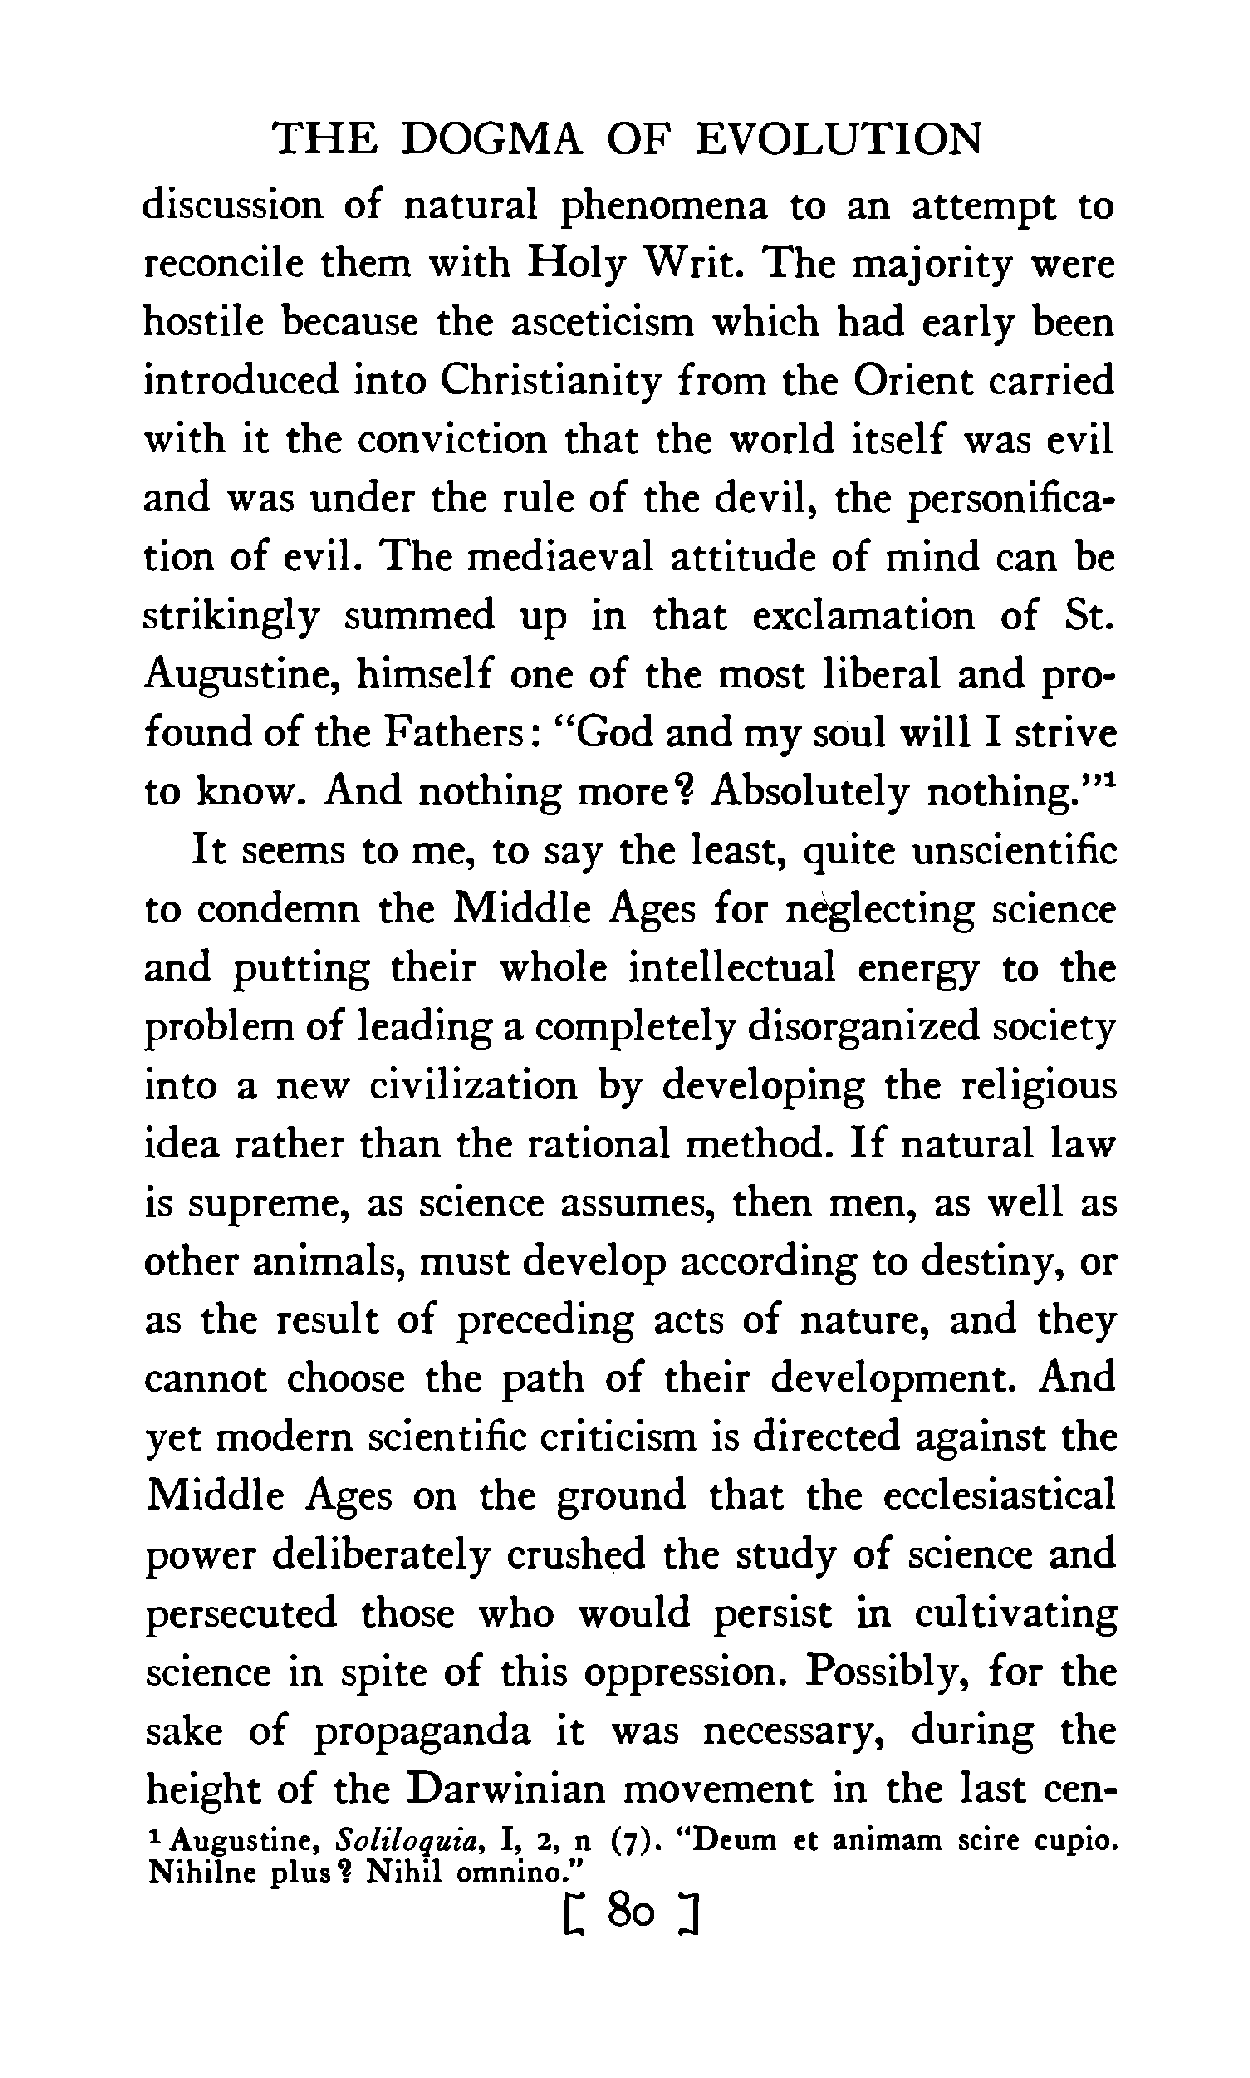 THE DOGMA OF EVOLUTION
discussion of natural phenomena to an attempt to
reconcile them with Holy Writ. The majority were
hostile because the asceticism which had early been
introduced into Christianity from the Orient carried
with it the conviction that the world itself was evil
and was under the rule of the devil, the personifica-
tion of evil. The mediaeval attitude of mind can be
strikingly summed up in that exclamation of St.
Augustine, himself one of the most liberal and pro-
found of the Fathers: "God and my soul will I strive
to know. And nothing more? Absolutely nothing."¹
It seems to me, to say the least, quite unscientific
to condemn the Middle Ages for neglecting science
and putting their whole intellectual energy to the
problem of leading a completely disorganized society
into a new civilization by developing the religious
idea rather than the rational method. If natural law
is supreme, as science assumes, then men, as well as
other animals, must develop according to destiny, or
as the result of preceding acts of nature, and they
cannot choose the path of their development. And
yet modern scientific criticism is directed against the
Middle Ages on the ground that the ecclesiastical
power deliberately crushed the study of science and
persecuted those who would persist in cultivating
science in spite of this oppression. Possibly, for the
sake of propaganda it was necessary, during the
height of the Darwinian movement in the last cen-
¹ Augustine, Soliloquia, I, 2, n (7). "Deum et animam scire cupio.
Nihilne plus? Nihil omnino."
[ 80 ]